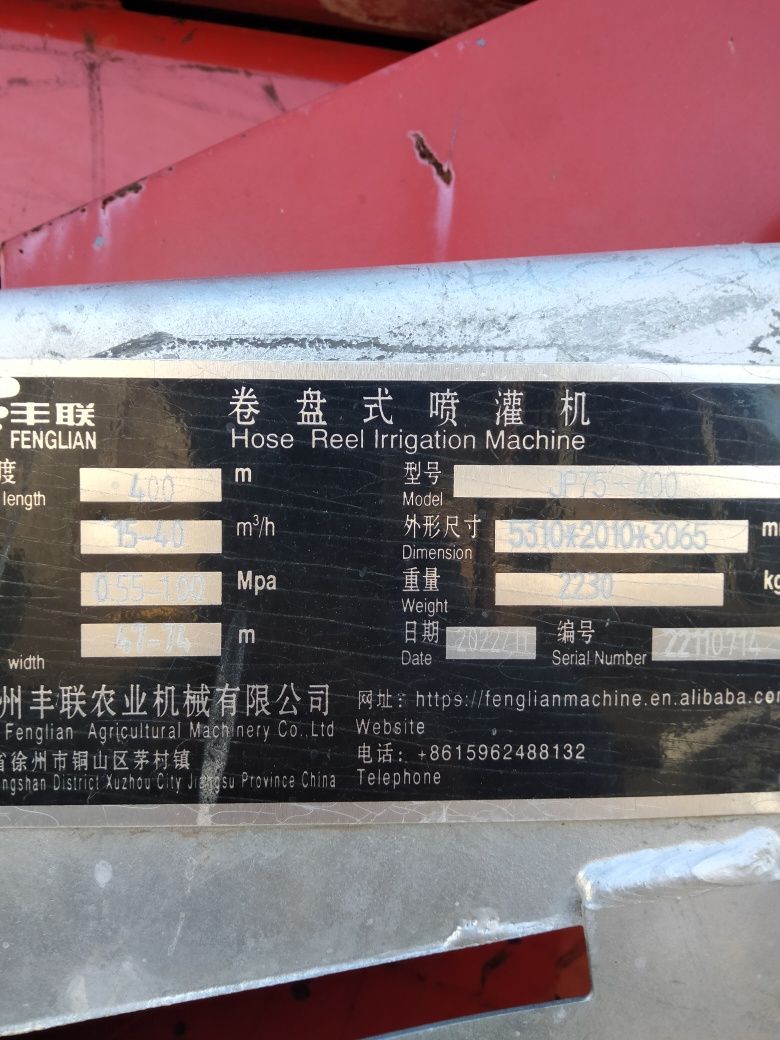 丰联
FENGLIAN
卷盘式喷灌机
Hose Reel Irrigation Machine
度 400 m
length
型号 JP75-400
Model
15-40 m³/h
外形尺寸 5310*2010*3065 m
Dimension
0.55-1.00 Mpa
重量 2230 kg
Weight
47-74 m
width
日期 2022/11
Date
编号 22110714
Serial Number
州丰联农业机械有限公司
Fenglian Agricultural Machinery Co.,Ltd
省徐州市铜山区茅村镇
ngshan District Xuzhou City Jiangsu Province China
网址: https://fenglianmachine.en.alibaba.com
Website
电话: +8615962488132
Telephone